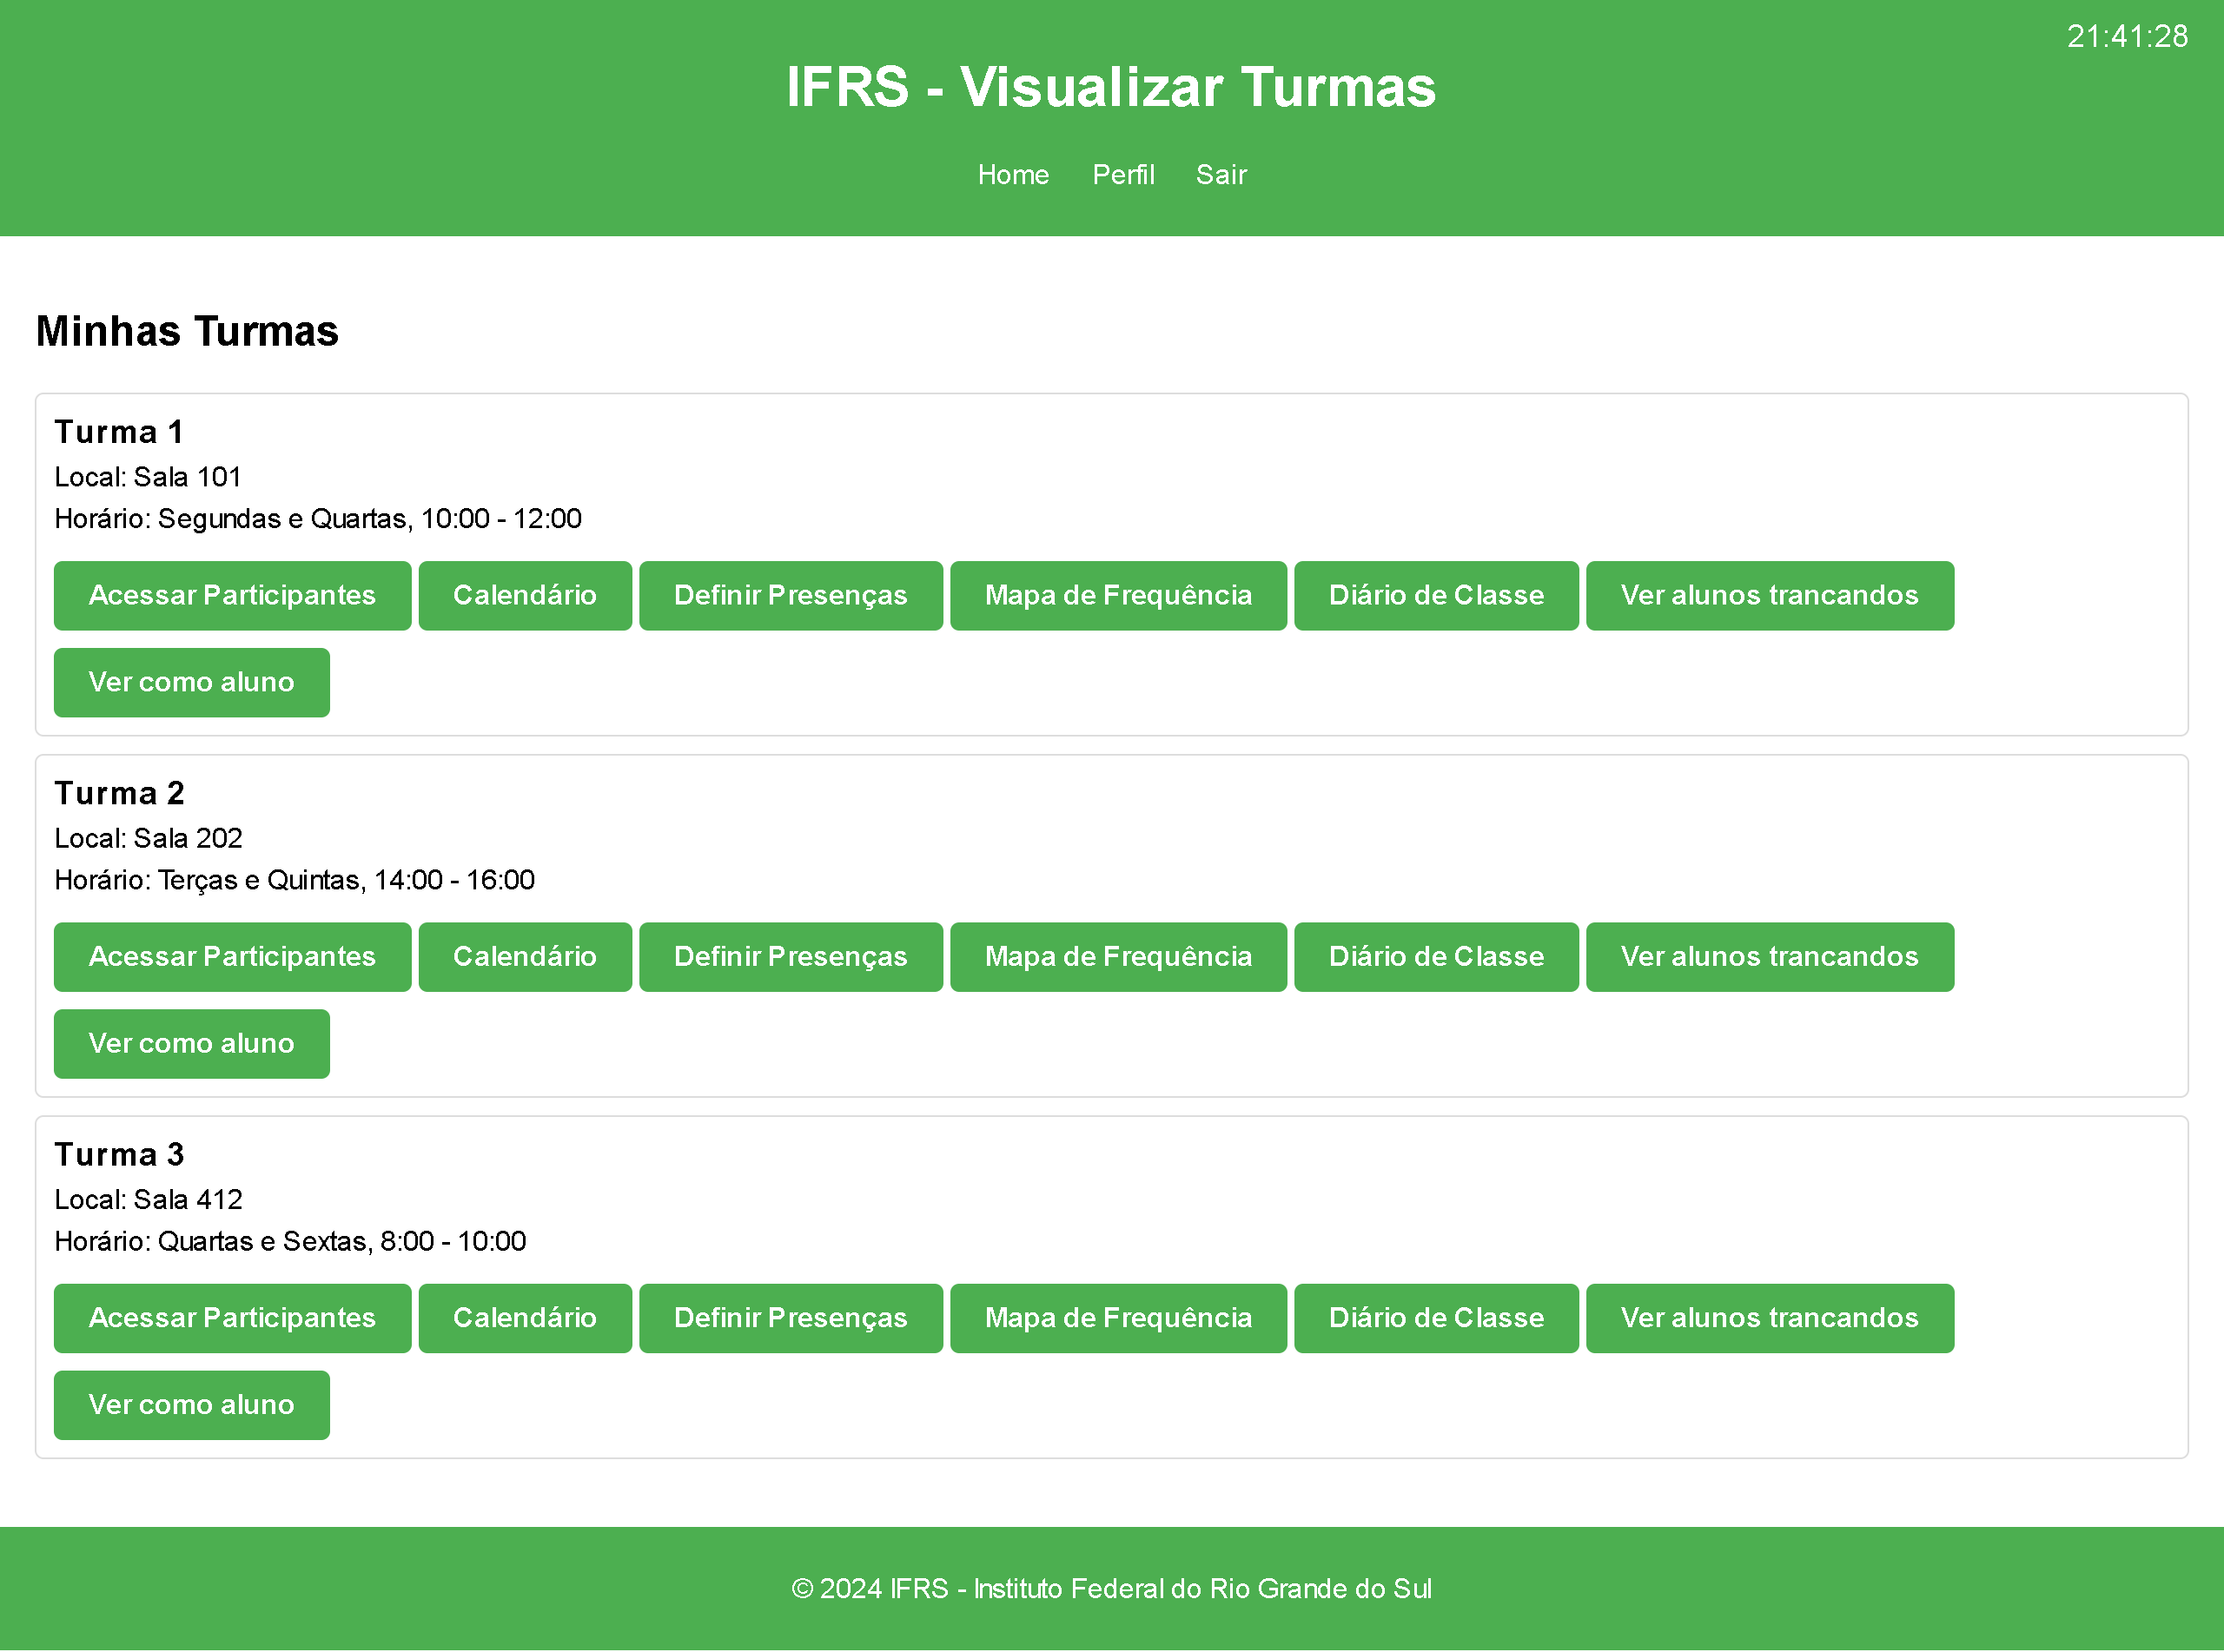 21:41:28
IFRS - Visualizar Turmas
Home Perfil Sair
Minhas Turmas
Turma 1
Local: Sala 101
Horário: Segundas e Quartas, 10:00 - 12:00
Acessar Participantes Calendário Definir Presenças Mapa de Frequência Diário de Classe Ver alunos trancandos
Ver como aluno
Turma 2
Local: Sala 202
Horário: Terças e Quintas, 14:00 - 16:00
Acessar Participantes Calendário Definir Presenças Mapa de Frequência Diário de Classe Ver alunos trancandos
Ver como aluno
Turma 3
Local: Sala 412
Horário: Quartas e Sextas, 8:00 - 10:00
Acessar Participantes Calendário Definir Presenças Mapa de Frequência Diário de Classe Ver alunos trancandos
Ver como aluno
© 2024 IFRS - Instituto Federal do Rio Grande do Sul